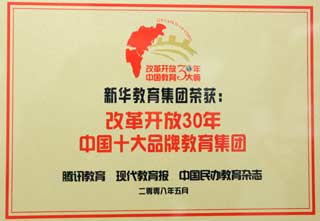 改革开放30年
中国教育大典
新华教育集团荣获:
改革开放30年
中国十大品牌教育集团
腾讯教育 现代教育报 中国民办教育杂志
二零零八年五月